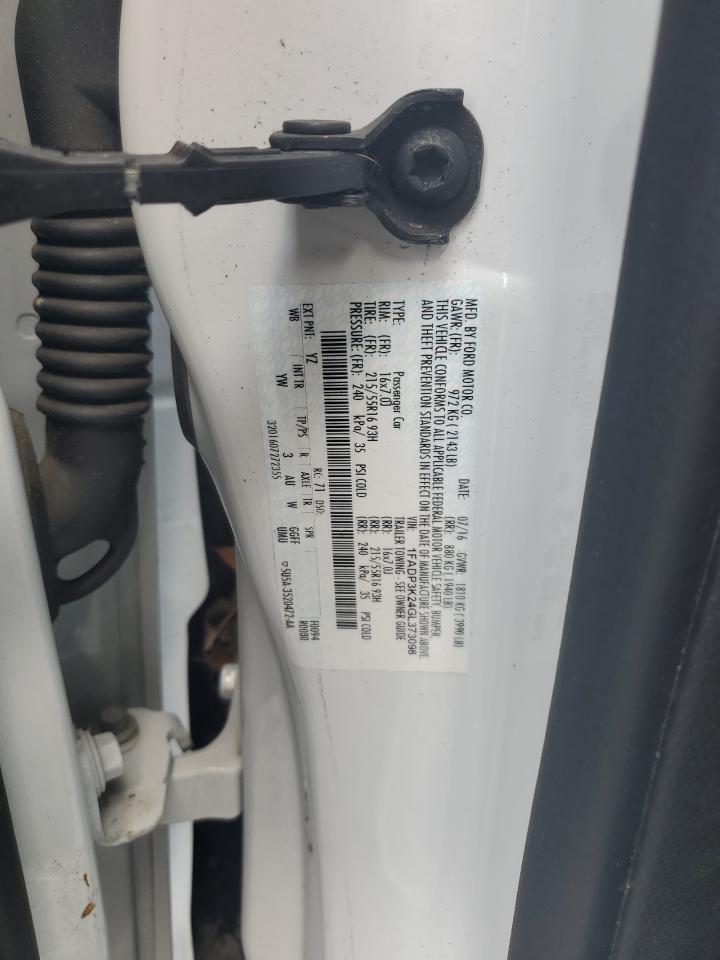 MFD. BY FORD MOTOR CO.
DATE: 07/16 GVWR: 1810 KG ( 3990 LB)
GAWR: (FR): 972 KG ( 2143 LB) (RR): 880 KG ( 1940 LB)
THIS VEHICLE CONFORMS TO ALL APPLICABLE FEDERAL MOTOR VEHICLE SAFETY, BUMPER,
AND THEFT PREVENTION STANDARDS IN EFFECT ON THE DATE OF MANUFACTURE SHOWN ABOVE
VIN: 1FADP3K24GL373098
TYPE: Passenger Car TRAILER TOWING - SEE OWNER GUIDE
RIM: (FR): 16x7.0J (RR): 16x7.0J
TIRE: (FR): 215/55R16 93H (RR): 215/55R16 93H
PRESSURE: (FR): 240 kPa/ 35 PSI COLD (RR): 240 kPa/ 35 PSI COLD
RC: 71 DSO:
EXT PNT: YZ F0094
R0080
WB INT TR TP/PS R AXLE TR SPR
YW 3 AU W GGFF
UMU
3201607272355
5U5A-3520472-AA